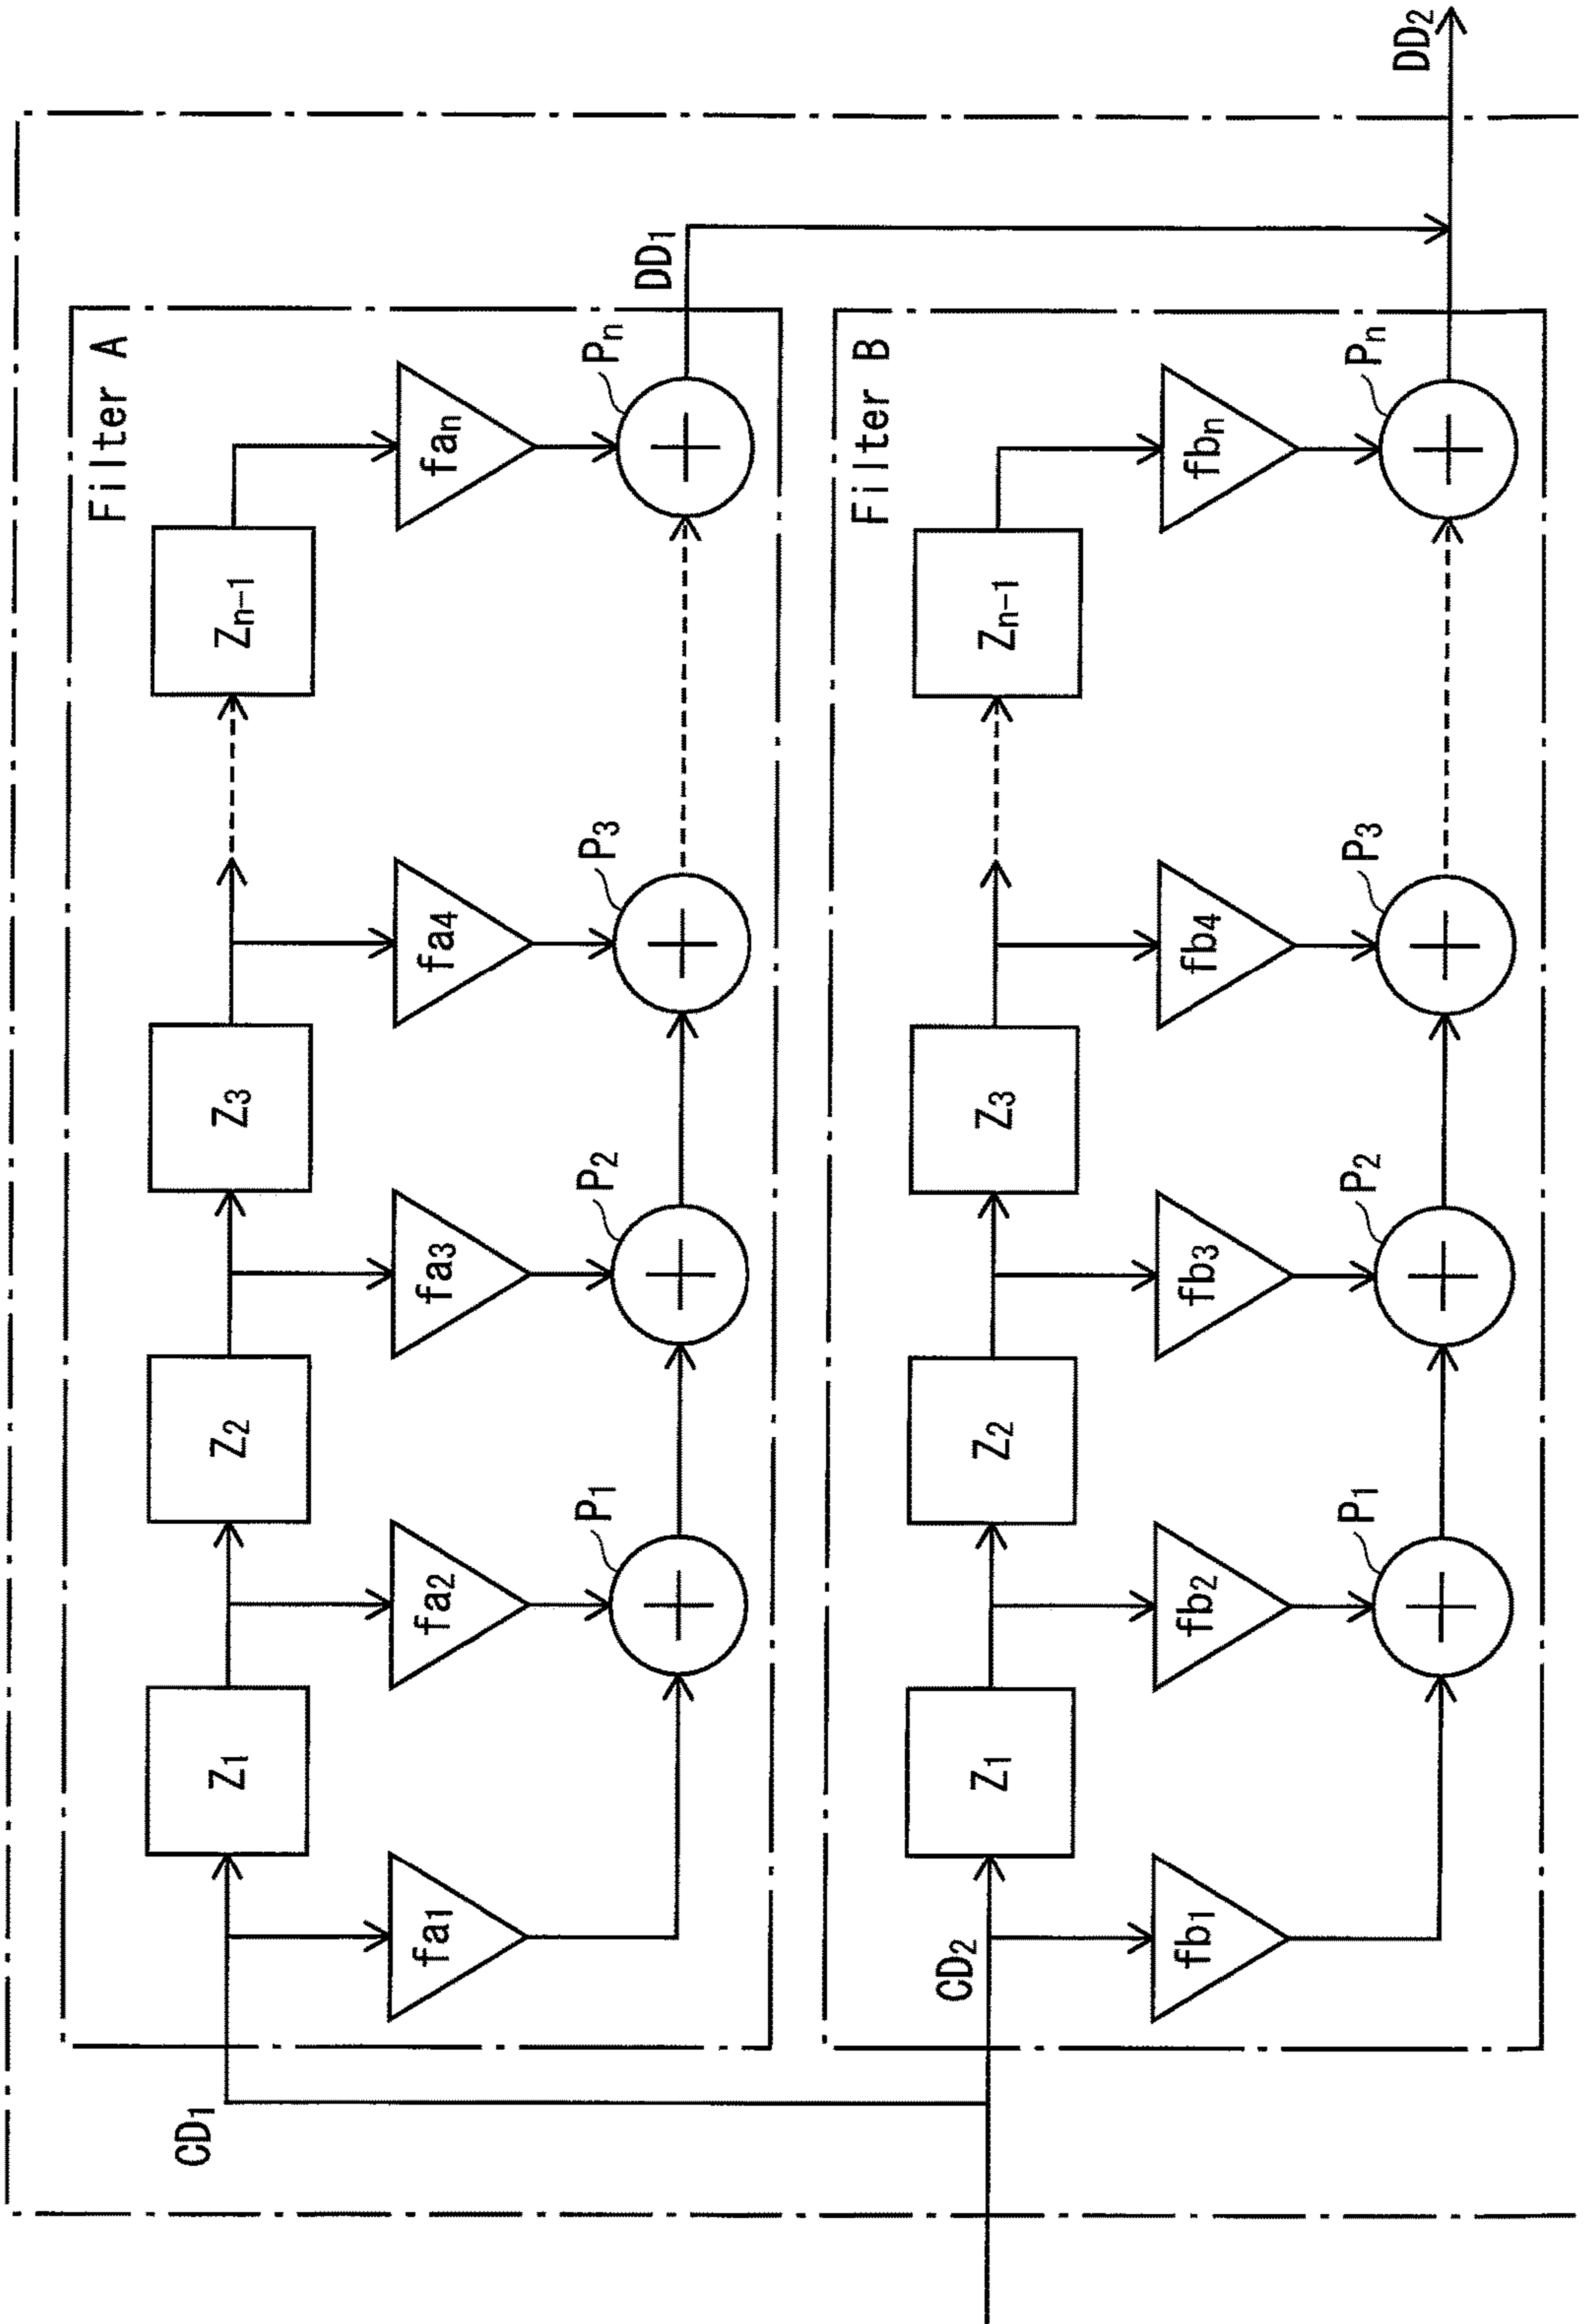 Filter A
CD₁
Z₁
Z₂
Z₃
Zₙ₋₁
fa₁
fa₂
fa₃
fa₄
faₙ
P₁
P₂
P₃
Pₙ
DD₁
Filter B
CD₂
Z₁
Z₂
Z₃
Zₙ₋₁
fb₁
fb₂
fb₃
fb₄
fbₙ
P₁
P₂
P₃
Pₙ
DD₂